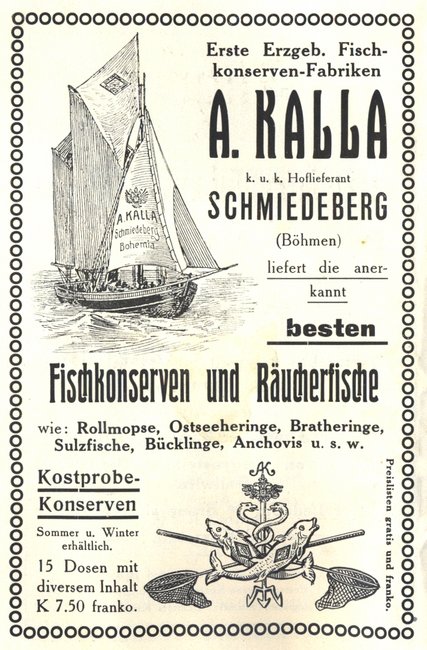 Erste Erzgeb. Fisch-
konserven-Fabriken
A. KALLA
k. u. k. Hoflieferant
SCHMIEDEBERG
(Böhmen)
liefert die aner-
kannt
besten
A. KALLA
Schmiedeberg
Bohemia
Fischkonserven und Räucherfische
wie: Rollmopse, Ostseeheringe, Bratheringe,
Sulzfische, Bücklinge, Anchovis u. s. w.
Kostprobe-
Konserven
Sommer u. Winter
erhältlich.
15 Dosen mit
diversem Inhalt
K 7.50 franko.
AK
Preislisten gratis und franko.